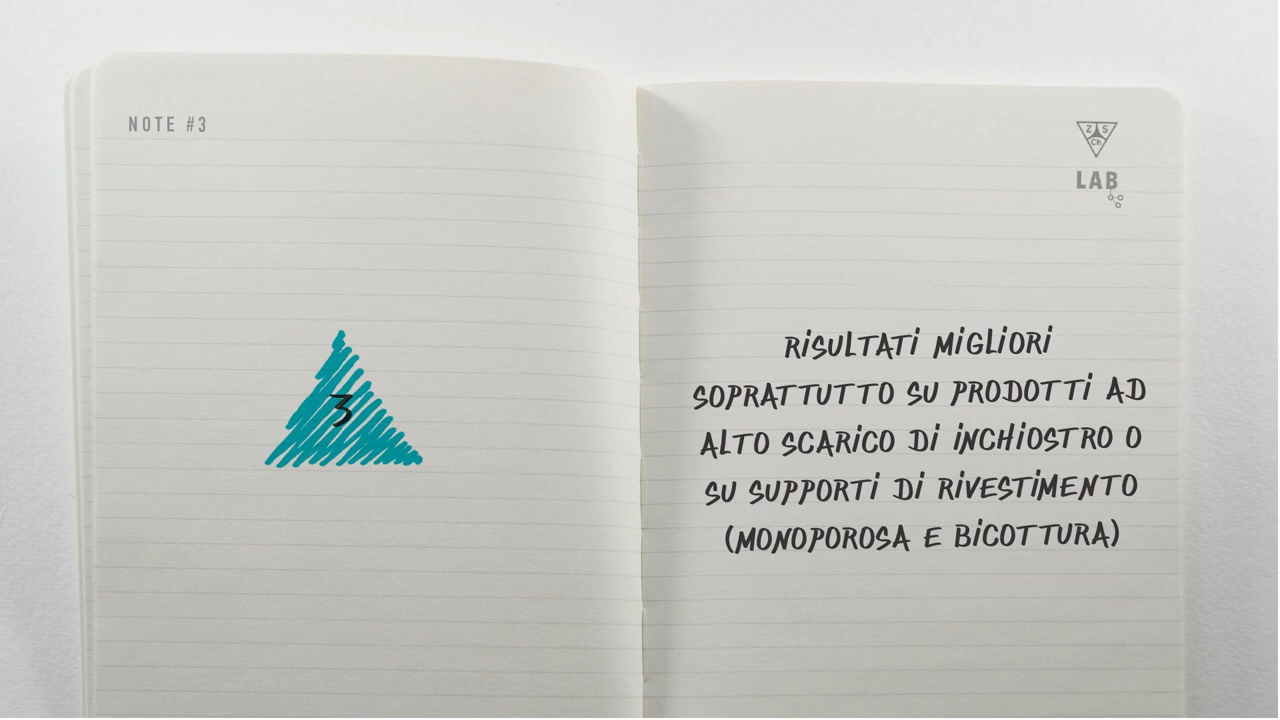 NOTE #3
3
Z S
Ch
LAB
RISULTATI MIGLIORI
SOPRATTUTTO SU PRODOTTI AD
ALTO SCARICO DI INCHIOSTRO O
SU SUPPORTI DI RIVESTIMENTO
(MONOPOROSA E BICOTTURA)